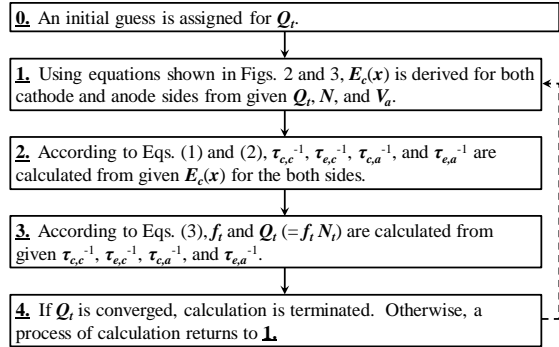 0. An initial guess is assigned for Qt.
1. Using equations shown in Figs. 2 and 3, Ec(x) is derived for both
cathode and anode sides from given Qt, N, and Va.
2. According to Eqs. (1) and (2), τc,c⁻¹, τe,c⁻¹, τc,a⁻¹, and τe,a⁻¹ are
calculated from given Ec(x) for the both sides.
3. According to Eq. (3), ft and Qt (= ft Nt) are calculated from
given τc,c⁻¹, τe,c⁻¹, τc,a⁻¹, and τe,a⁻¹.
4. If Qt is converged, calculation is terminated. Otherwise, a
process of calculation returns to 1.